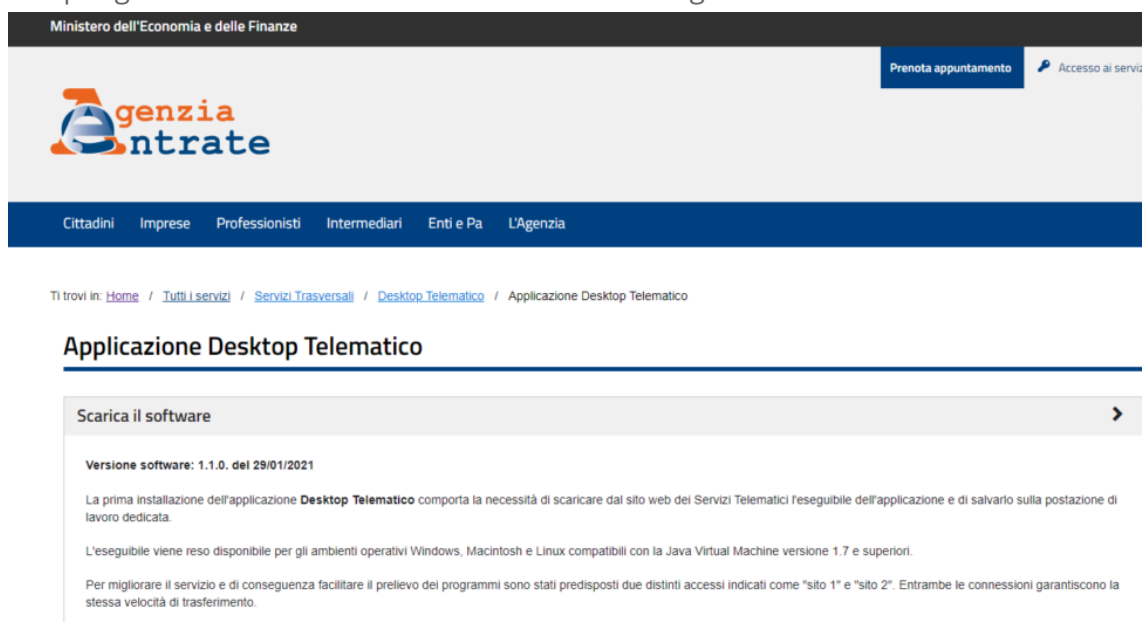 Ministero dell'Economia e delle Finanze
Prenota appuntamento
Accesso ai serviz
Agenzia
Entrate
Cittadini Imprese Professionisti Intermediari Enti e Pa L'Agenzia
Ti trovi in: Home / Tutti i servizi / Servizi Trasversali / Desktop Telematico / Applicazione Desktop Telematico
Applicazione Desktop Telematico
Scarica il software
Versione software: 1.1.0. del 29/01/2021
La prima installazione dell'applicazione Desktop Telematico comporta la necessità di scaricare dal sito web dei Servizi Telematici l'eseguibile dell'applicazione e di salvarlo sulla postazione di
lavoro dedicata.
L'eseguibile viene reso disponibile per gli ambienti operativi Windows, Macintosh e Linux compatibili con la Java Virtual Machine versione 1.7 e superiori.
Per migliorare il servizio e di conseguenza facilitare il prelievo dei programmi sono stati predisposti due distinti accessi indicati come "sito 1" e "sito 2". Entrambe le connessioni garantiscono la
stessa velocità di trasferimento.